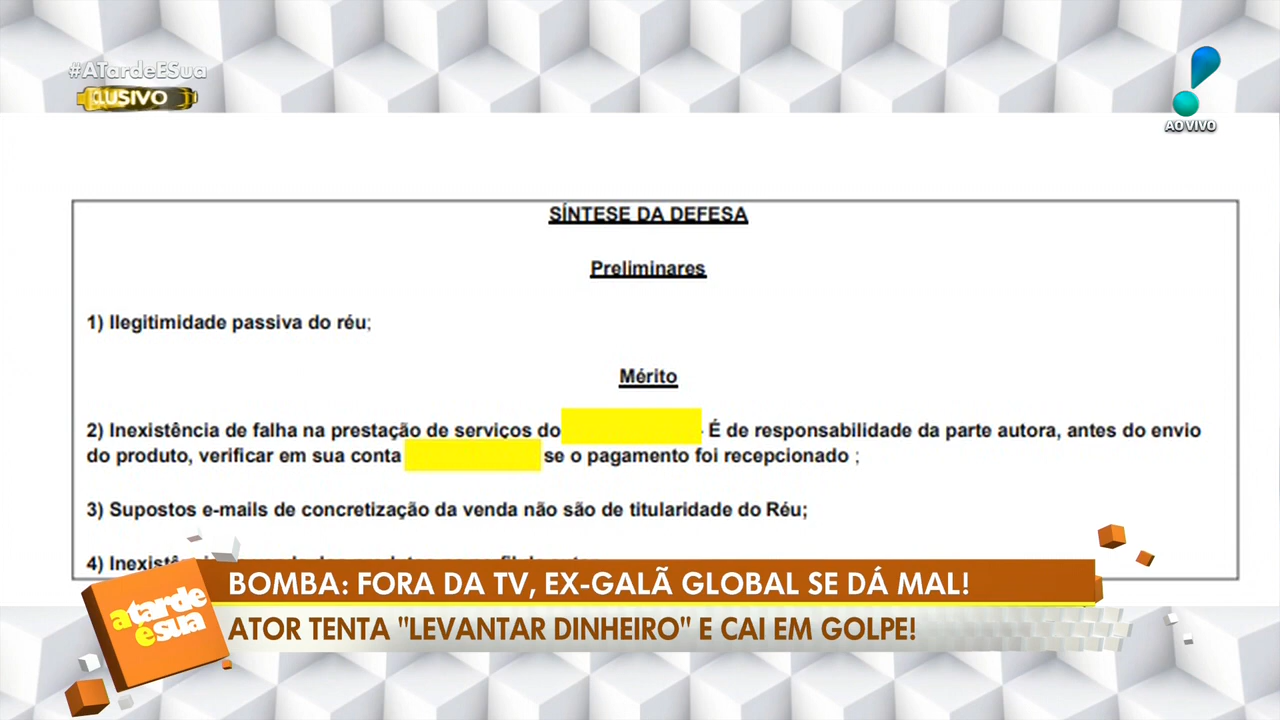 #ATardeESua
LUSIVO
AO VIVO
SÍNTESE DA DEFESA
Preliminares
1) Ilegitimidade passiva do réu;
Mérito
2) Inexistência de falha na prestação de serviços do - É de responsabilidade da parte autora, antes do envio
do produto, verificar em sua conta se o pagamento foi recepcionado ;
3) Supostos e-mails de concretização da venda não são de titularidade do Réu;
4)
a tarde
é sua
BOMBA: FORA DA TV, EX-GALÃ GLOBAL SE DÁ MAL!
ATOR TENTA "LEVANTAR DINHEIRO" E CAI EM GOLPE!